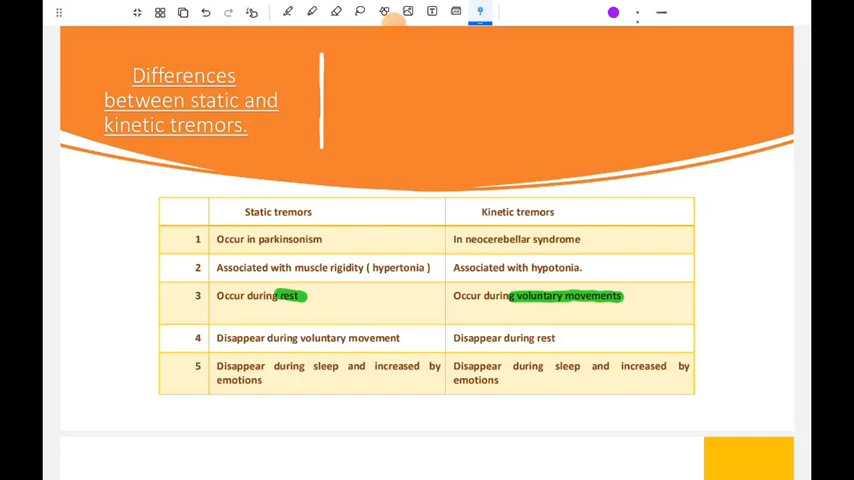 Differences
between static and
kinetic tremors.
Static tremors Kinetic tremors
1 Occur in parkinsonism In neocerebellar syndrome
2 Associated with muscle rigidity ( hypertonia ) Associated with hypotonia.
3 Occur during rest Occur during voluntary movements
4 Disappear during voluntary movement Disappear during rest
5 Disappear during sleep and increased by Disappear during sleep and increased by
emotions emotions